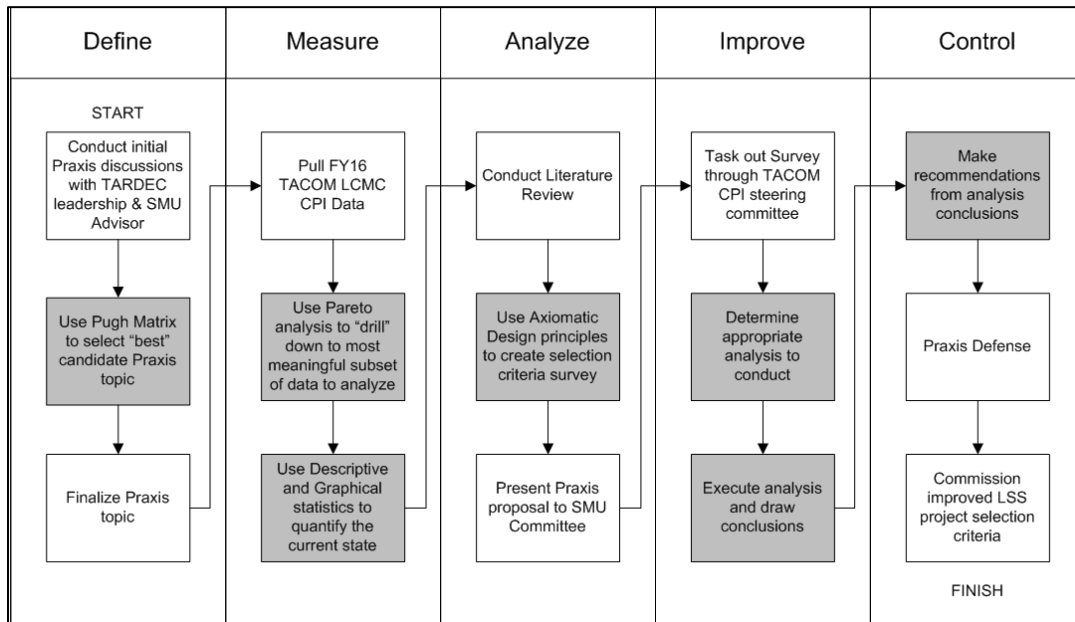 Define
Measure
Analyze
Improve
Control
START
Conduct initial
Praxis discussions
with TARDEC
leadership & SMU
Advisor
Use Pugh Matrix
to select “best”
candidate Praxis
topic
Finalize Praxis
topic
Pull FY16
TACOM LCMC
CPI Data
Use Pareto
analysis to “drill”
down to most
meaningful subset
of data to analyze
Use Descriptive
and Graphical
statistics to
quantify the
current state
Conduct Literature
Review
Use Axiomatic
Design principles
to create selection
criteria survey
Present Praxis
proposal to SMU
Committee
Task out Survey
through TACOM
CPI steering
committee
Determine
appropriate
analysis to
conduct
Execute analysis
and draw
conclusions
Make
recommendations
from analysis
conclusions
Praxis Defense
Commission
improved LSS
project selection
criteria
FINISH